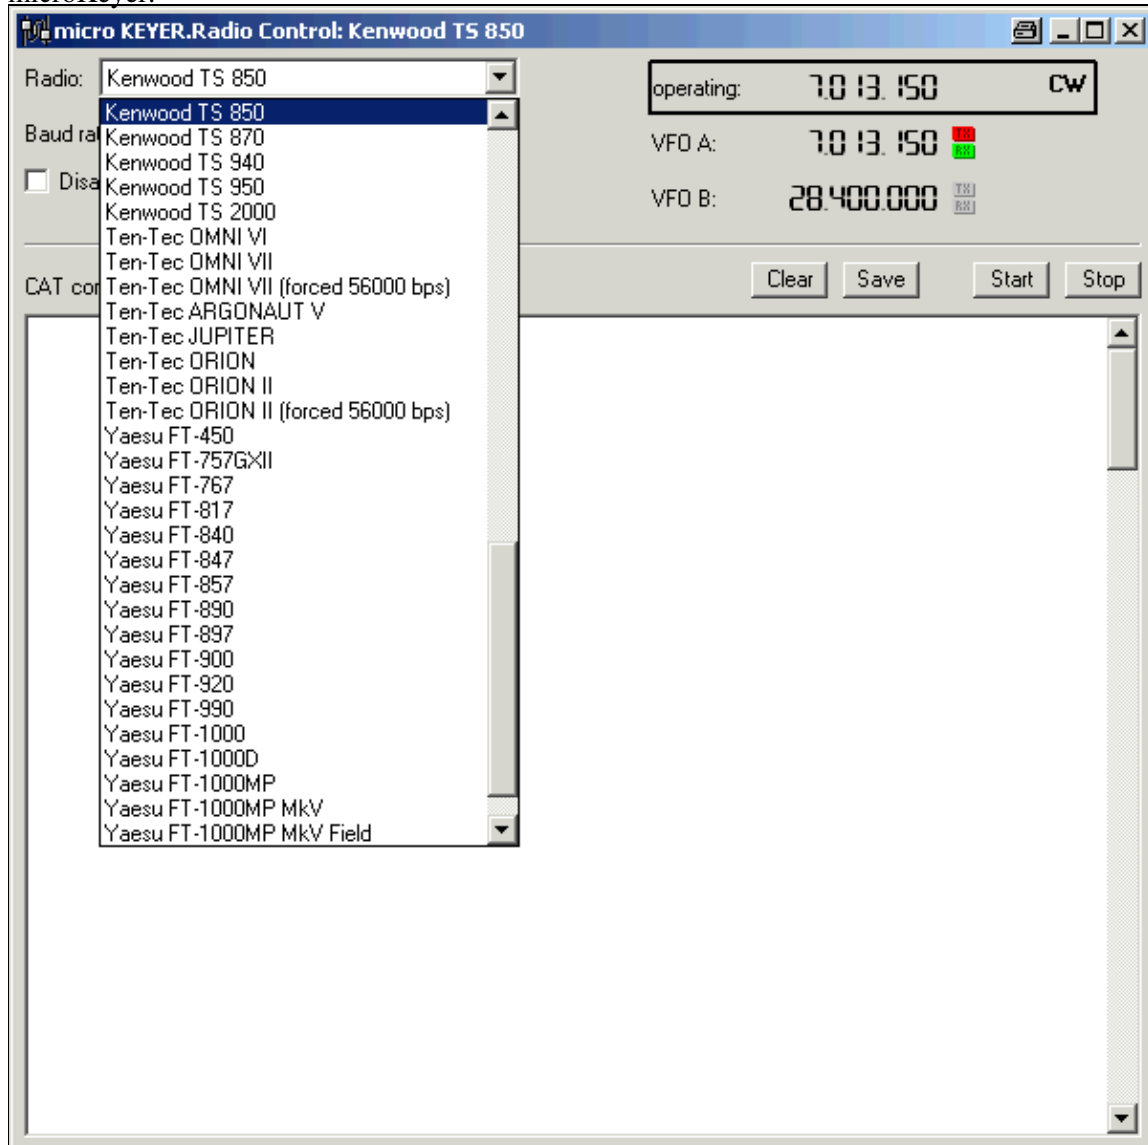 microKeyer.
micro KEYER.Radio Control: Kenwood TS 850
Radio: Kenwood TS 850
operating: 7.013.150 CW
Kenwood TS 850
Kenwood TS 870
Baud ra
VFO A: 7.013.150 TX RX
Kenwood TS 940
Disa
Kenwood TS 950
VFO B: 28.400.000 TX RX
Kenwood TS 2000
Ten-Tec OMNI VI
Ten-Tec OMNI VII
CAT cor
Clear Save Start Stop
Ten-Tec OMNI VII (forced 56000 bps)
Ten-Tec ARGONAUT V
Ten-Tec JUPITER
Ten-Tec ORION
Ten-Tec ORION II
Ten-Tec ORION II (forced 56000 bps)
Yaesu FT-450
Yaesu FT-757GXII
Yaesu FT-767
Yaesu FT-817
Yaesu FT-840
Yaesu FT-847
Yaesu FT-857
Yaesu FT-890
Yaesu FT-897
Yaesu FT-900
Yaesu FT-920
Yaesu FT-990
Yaesu FT-1000
Yaesu FT-1000D
Yaesu FT-1000MP
Yaesu FT-1000MP MkV
Yaesu FT-1000MP MkV Field